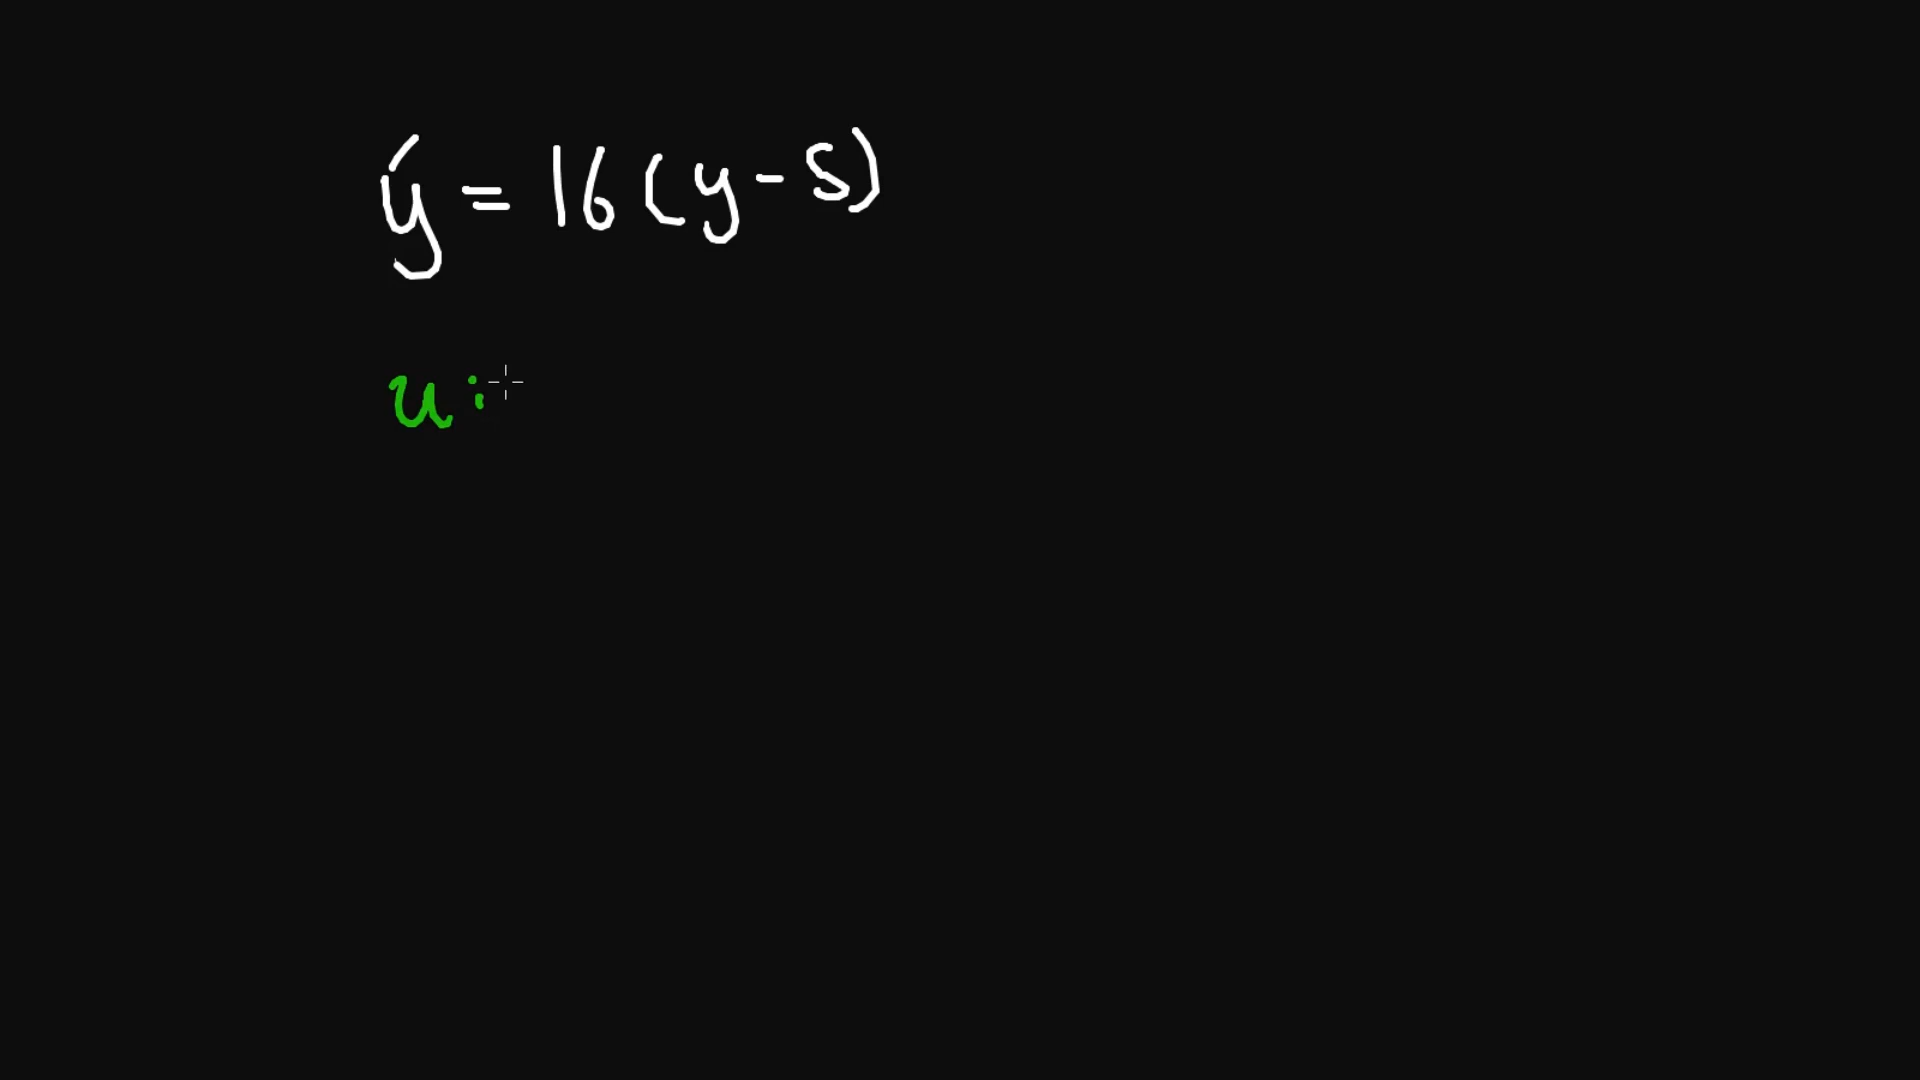 y' = 16(y-5)
u: